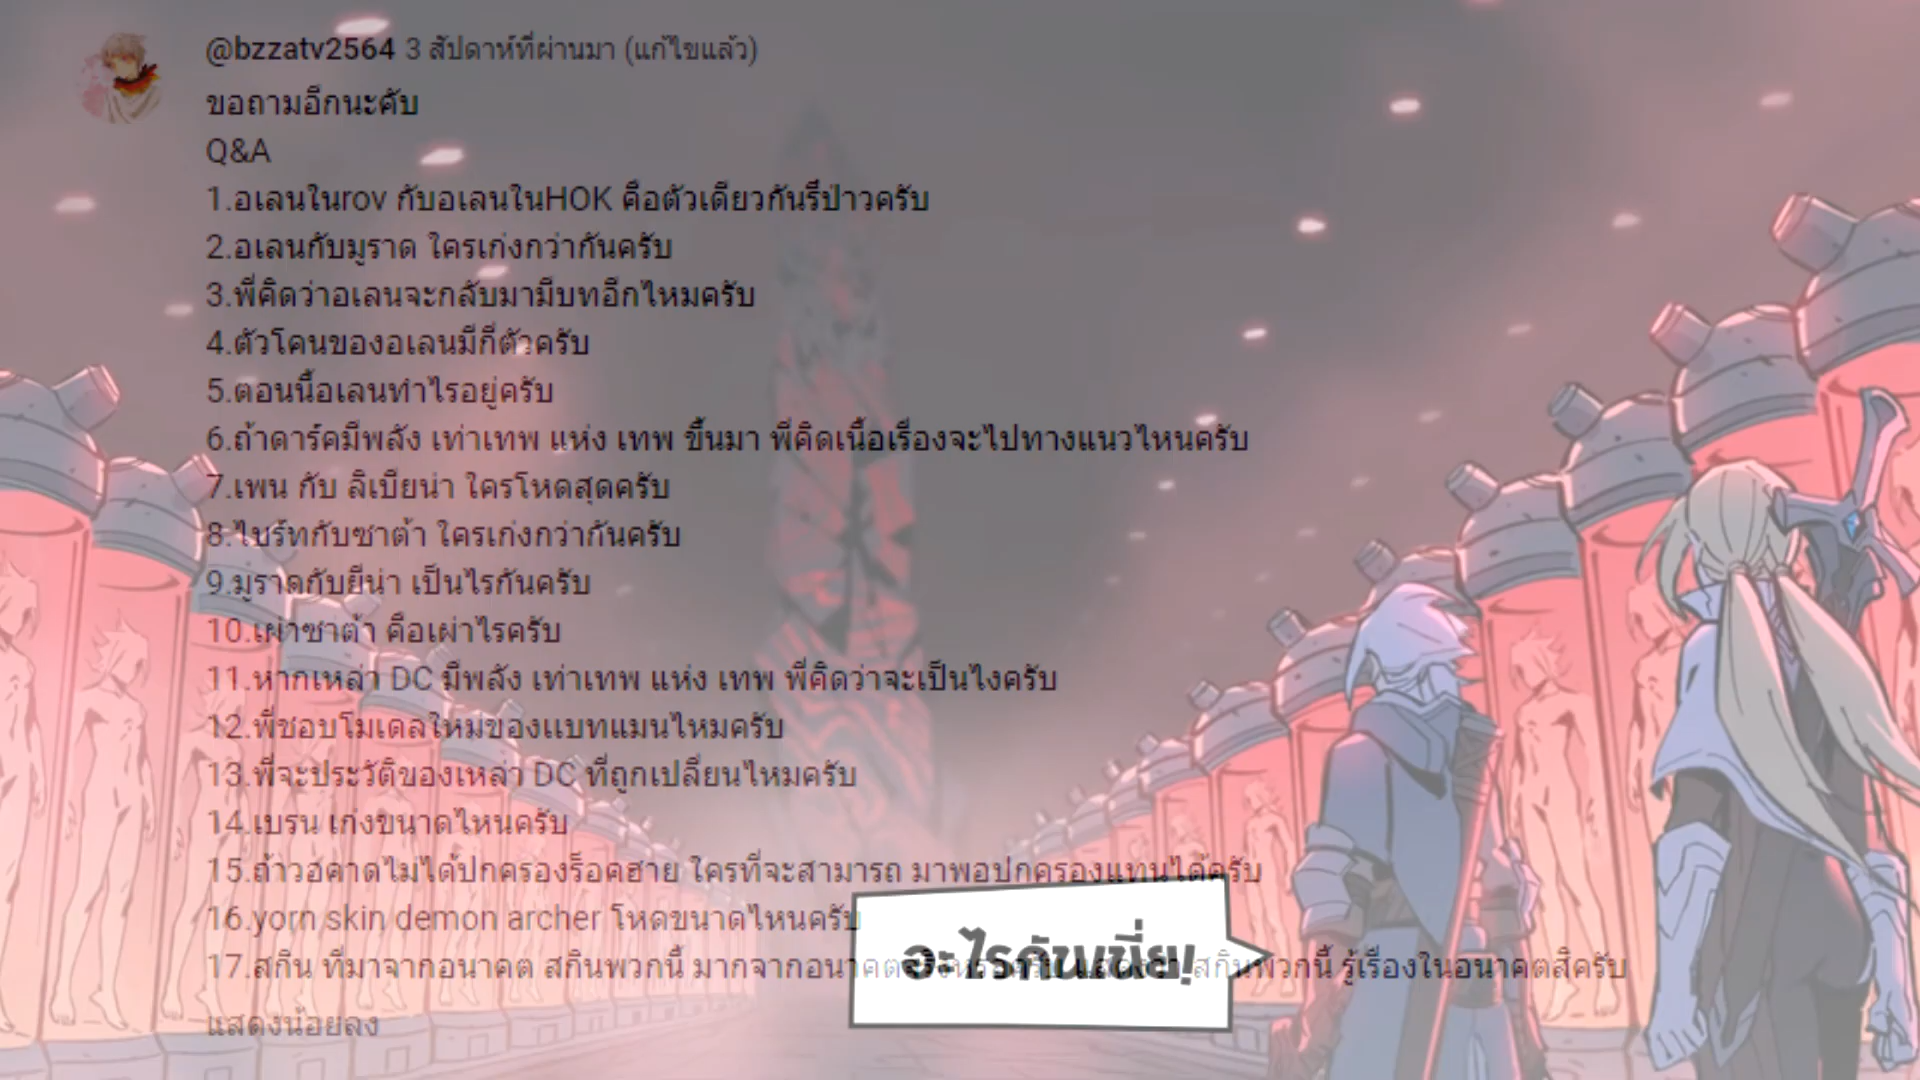 @bzzatv2564 3 สัปดาห์ที่ผ่านมา (แก้ไขแล้ว)
ขอถามอีกนะคับ
Q&A
1.อเลนในrov กับอเลนในHOK คือตัวเดียวกันรึป่าวครับ
2.อเลนกับมูราด ใครเก่งกว่ากันครับ
3.พี่คิดว่าอเลนจะกลับมามีบทอีกไหมครับ
4.ตัวโคนของอเลนมีกี่ตัวครับ
5.ตอนนี้อเลนทำไรอยู่ครับ
6.ถ้าดาร์คมีพลัง เท่าเทพ แห่ง เทพ ขึ้นมา พี่คิดเนื้อเรื่องจะไปทางแนวไหนครับ
7.เพน กับ ลิเบียน่า ใครโหดสุดครับ
8.ไบร์ทกับซาต้า ใครเก่งกว่ากันครับ
9.มูราดกับยีน่า เป็นไรกันครับ
10.เผ่าซาต้า คือเผ่าไรครับ
11.หากเหล่า DC มีพลัง เท่าเทพ แห่ง เทพ พี่คิดว่าจะเป็นไงครับ
12.พี่ชอบโมเดลใหม่ของแบทแมนไหมครับ
13.พี่จะประวัติของเหล่า DC ที่ถูกเปลี่ยนไหมครับ
14.เบรน เก่งขนาดไหนครับ
15.ถ้าวอคาดไม่ได้ปกครองร็อคฮาย ใครที่จะสามารถ มาพอปกครองแทนได้ครับ
16.yorn skin demon archer โหดขนาดไหนครับ
17.สกิน ที่มาจากอนาคต สกินพวกนี้ มากจากอนาคต สกินพวกนี้ รู้เรื่องในอนาคตสิครับ
อะไรกันเนี่ย!
แสดงน้อยลง